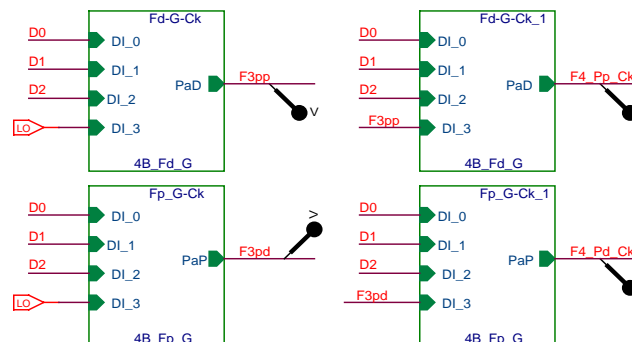 Fd-G-Ck
D0
DI_0
D1
DI_1
D2
DI_2
PaD
F3pp
V
LO
DI_3
4B_Fd_G
Fd-G-Ck_1
D0
DI_0
D1
DI_1
D2
DI_2
PaD
F4_Pp_Ck
F3pp
DI_3
4B_Fd_G
Fp_G-Ck
D0
DI_0
D1
DI_1
D2
DI_2
PaP
F3pd
V
LO
DI_3
4B_Fp_G
Fp_G-Ck_1
D0
DI_0
D1
DI_1
D2
DI_2
PaP
F4_Pd_Ck
F3pd
DI_3
4B_Fp_G